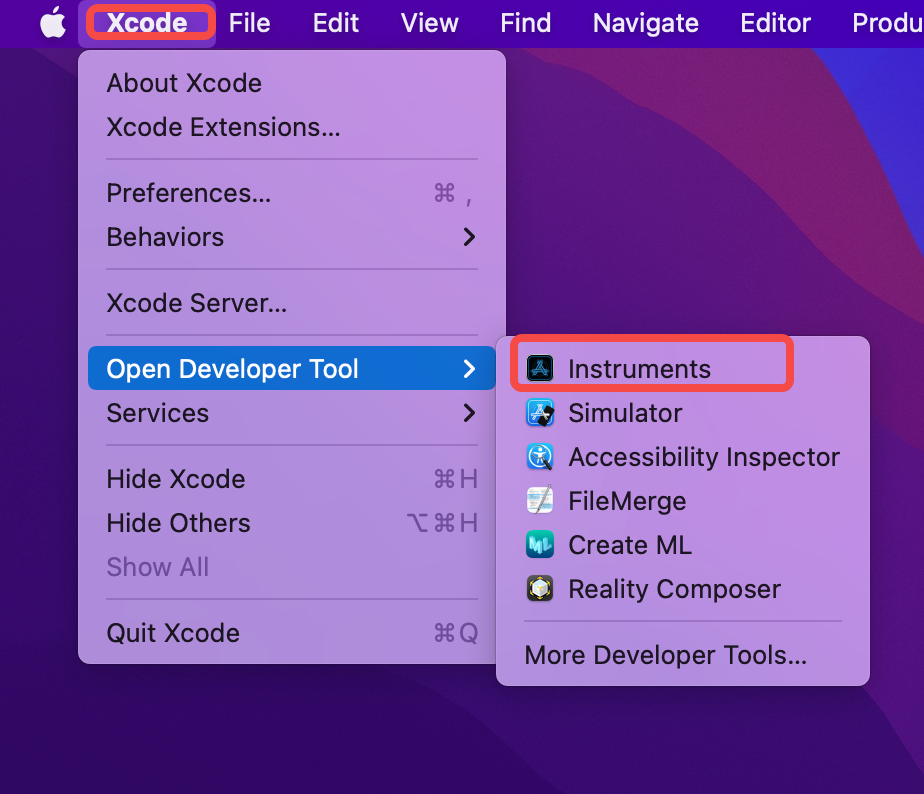 Xcode File Edit View Find Navigate Editor Produ
About Xcode
Xcode Extensions...
Preferences... ⌘ ,
Behaviors
Xcode Server...
Open Developer Tool
Services
Hide Xcode ⌘H
Hide Others ⌥⌘H
Show All
Quit Xcode ⌘Q
Instruments
Simulator
Accessibility Inspector
FileMerge
Create ML
Reality Composer
More Developer Tools...